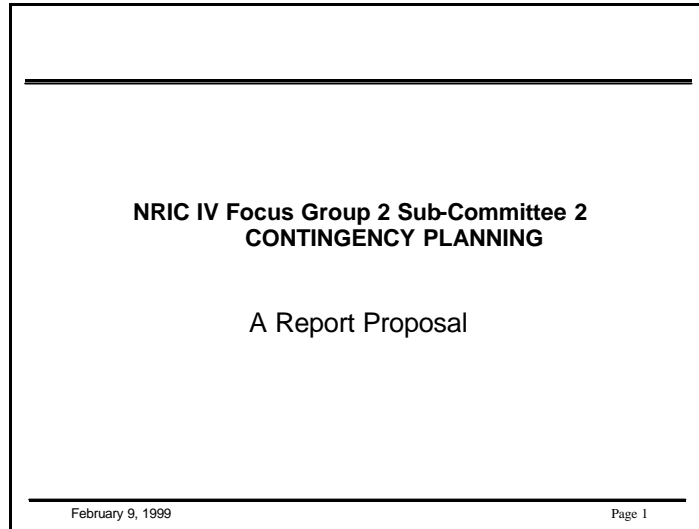 NRIC IV Focus Group 2 Sub-Committee 2
CONTINGENCY PLANNING
A Report Proposal
February 9, 1999
Page 1